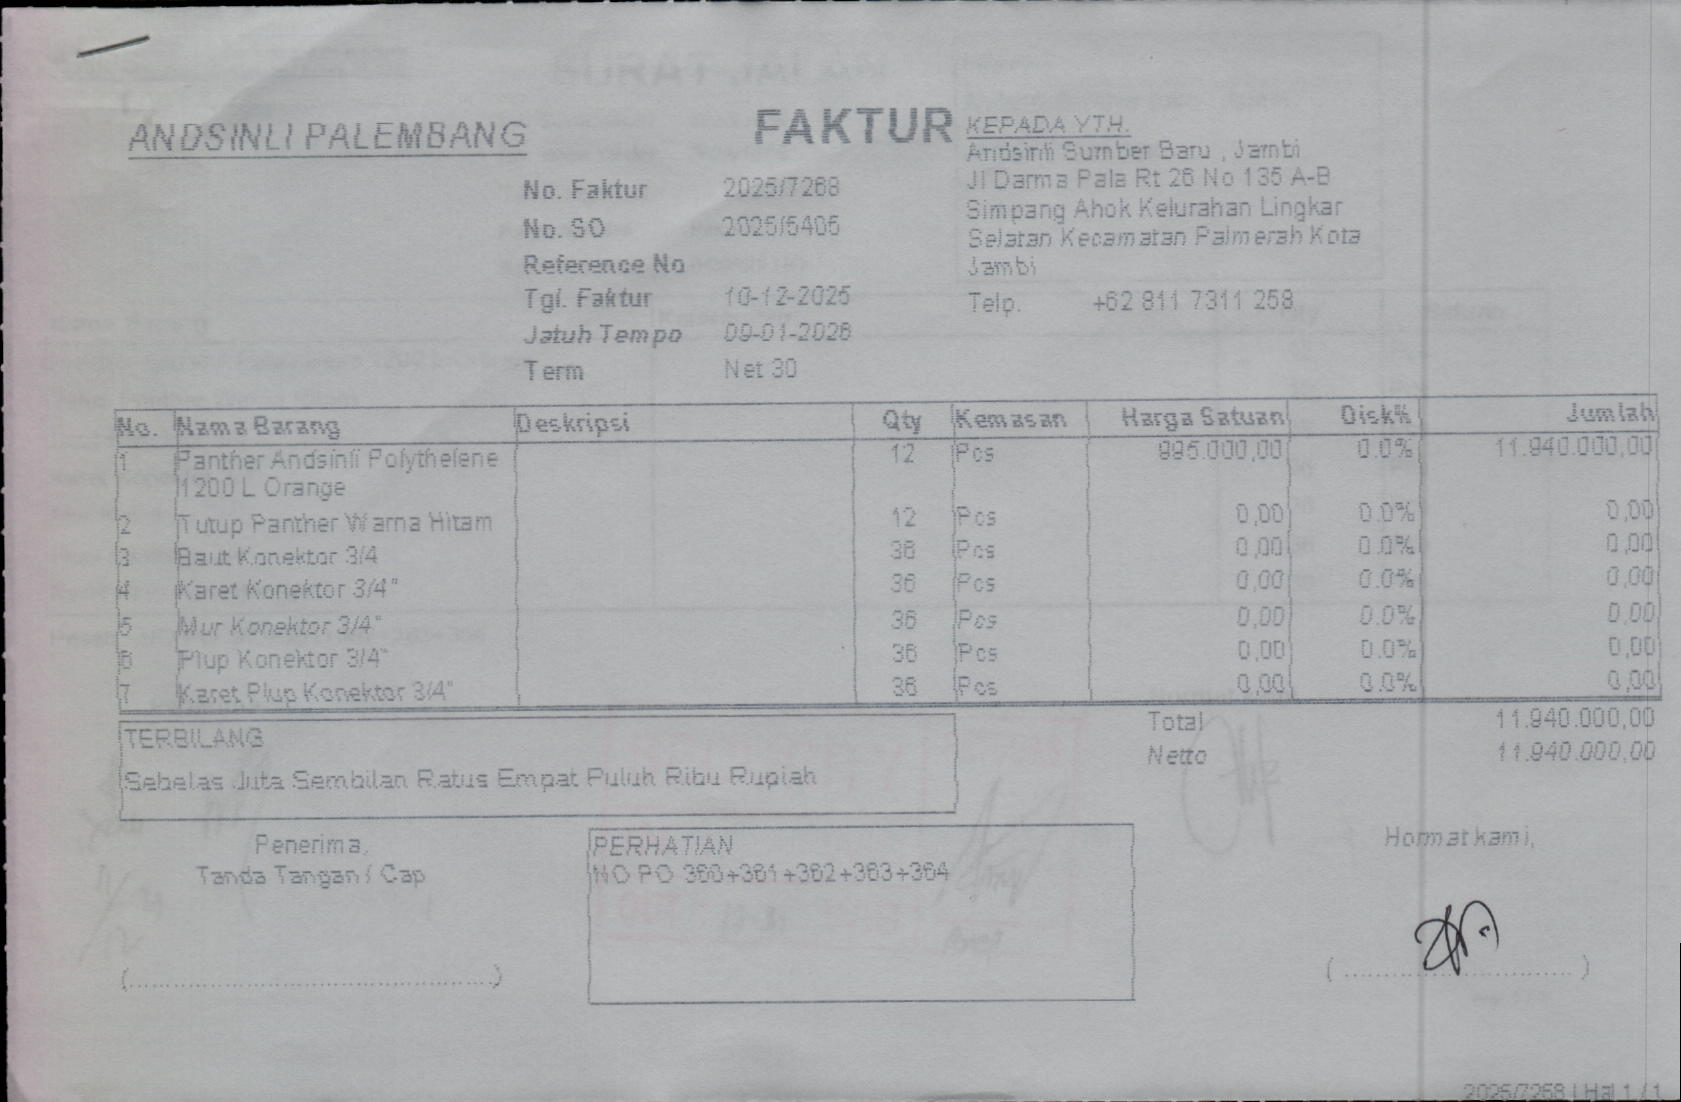 ANDSINLI PALEMBANG
FAKTUR
KEPADA YTH.
Andsinli Sumber Baru , Jambi
Jl Darma Pala Rt 26 No 135 A-B
Simpang Ahok Kelurahan Lingkar
Selatan Kecamatan Palmerah Kota
Jambi
Telp. +62 811 7311 258
No. Faktur 2025/7268
No. SO 2025/5405
Reference No
Tgl. Faktur 10-12-2025
Jatuh Tempo 09-01-2026
Term Net 30
No. Nama Barang Deskripsi Qty Kemasan Harga Satuan Disk% Jumlah
1 Panther Andsinli Polythelene 12 Pcs 995.000,00 0.0% 11.940.000,00
1200 L Orange
2 Tutup Panther Warna Hitam 12 Pcs 0,00 0.0% 0,00
3 Baut Konektor 3/4 36 Pcs 0,00 0.0% 0,00
4 Karet Konektor 3/4" 36 Pcs 0,00 0.0% 0,00
5 Mur Konektor 3/4" 36 Pcs 0,00 0.0% 0,00
6 Plup Konektor 3/4" 36 Pcs 0,00 0.0% 0,00
7 Karet Plup Konektor 3/4" 36 Pcs 0,00 0.0% 0,00
Total 11.940.000,00
Netto 11.940.000,00
TERBILANG
Sebelas Juta Sembilan Ratus Empat Puluh Ribu Rupiah
Penerima,
Tanda Tangan / Cap
PERHATIAN
NO PO 360+361+362+363+364
Hormat kami,
2025/7268 | Hal 1 / 1